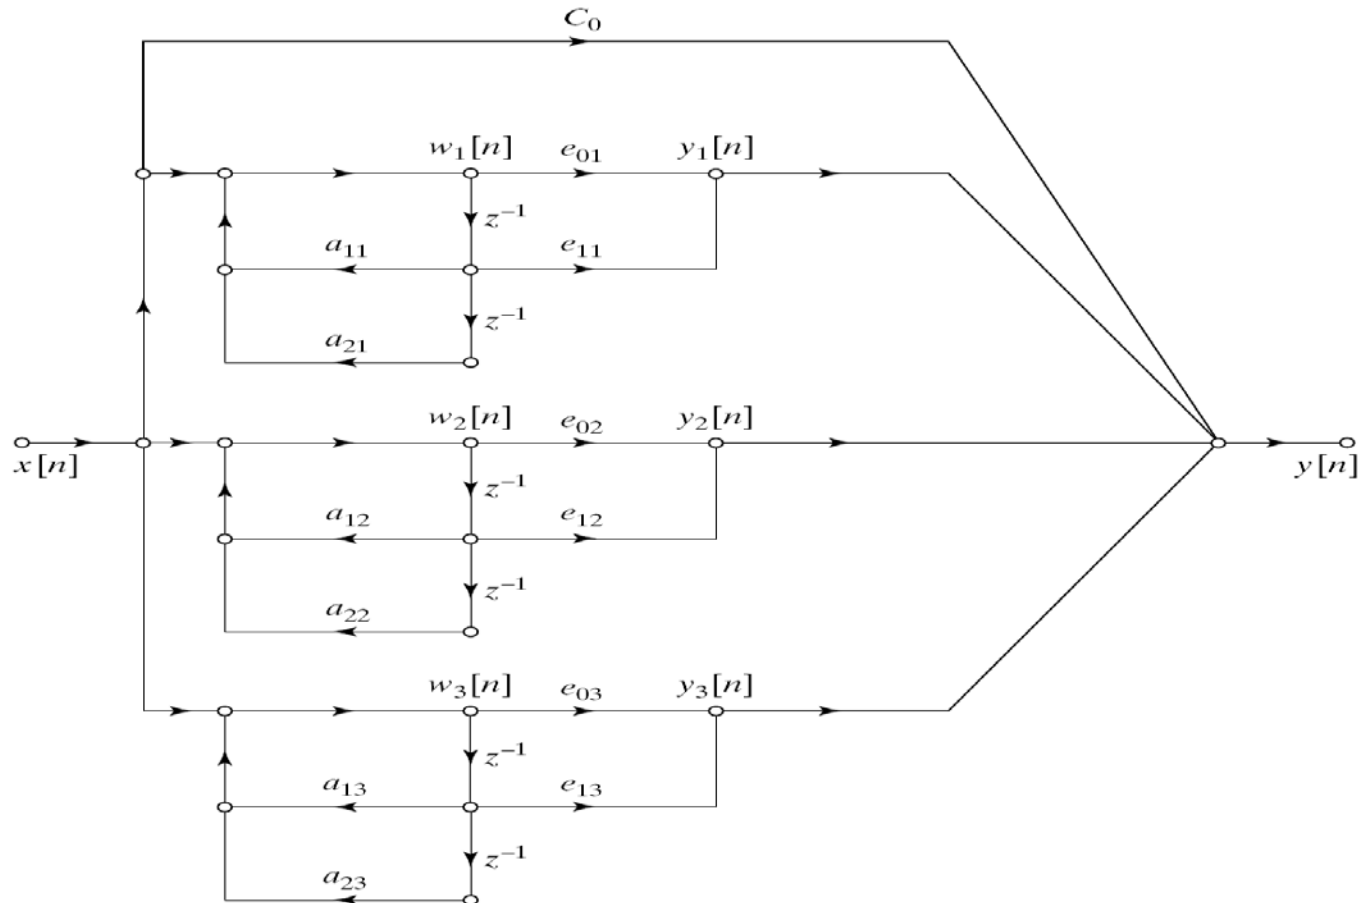 C₀
w₁[n] e₀₁ y₁[n]
z⁻¹
a₁₁ e₁₁
z⁻¹
a₂₁
w₂[n] e₀₂ y₂[n]
x[n] y[n]
z⁻¹
a₁₂ e₁₂
z⁻¹
a₂₂
w₃[n] e₀₃ y₃[n]
z⁻¹
a₁₃ e₁₃
z⁻¹
a₂₃